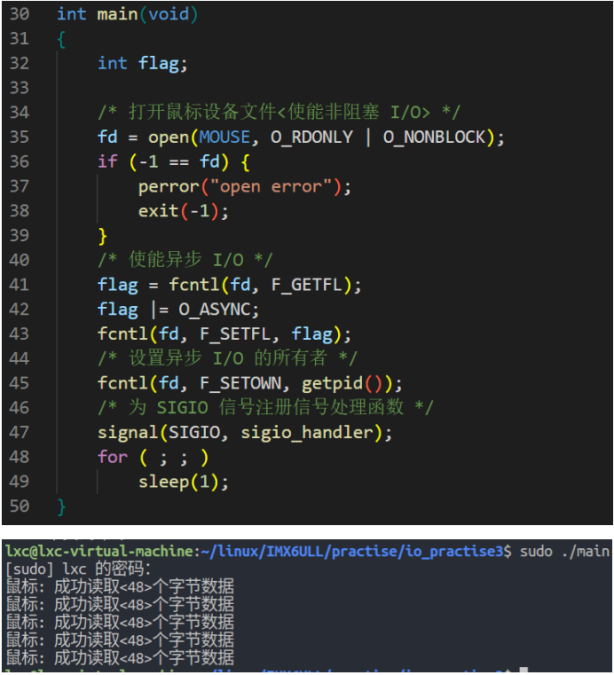 30 int main(void)
31 {
32     int flag;
33
34     /* 打开鼠标设备文件<使能非阻塞 I/O> */
35     fd = open(MOUSE, O_RDONLY | O_NONBLOCK);
36     if (-1 == fd) {
37         perror("open error");
38         exit(-1);
39     }
40     /* 使能异步 I/O */
41     flag = fcntl(fd, F_GETFL);
42     flag |= O_ASYNC;
43     fcntl(fd, F_SETFL, flag);
44     /* 设置异步 I/O 的所有者 */
45     fcntl(fd, F_SETOWN, getpid());
46     /* 为 SIGIO 信号注册信号处理函数 */
47     signal(SIGIO, sigio_handler);
48     for ( ; ; )
49         sleep(1);
50 }
lxc@lxc-virtual-machine:~/linux/IMX6ULL/practise/io_practise3$ sudo ./main
[sudo] lxc 的密码：
鼠标: 成功读取<48>个字节数据
鼠标: 成功读取<48>个字节数据
鼠标: 成功读取<48>个字节数据
鼠标: 成功读取<48>个字节数据
鼠标: 成功读取<48>个字节数据